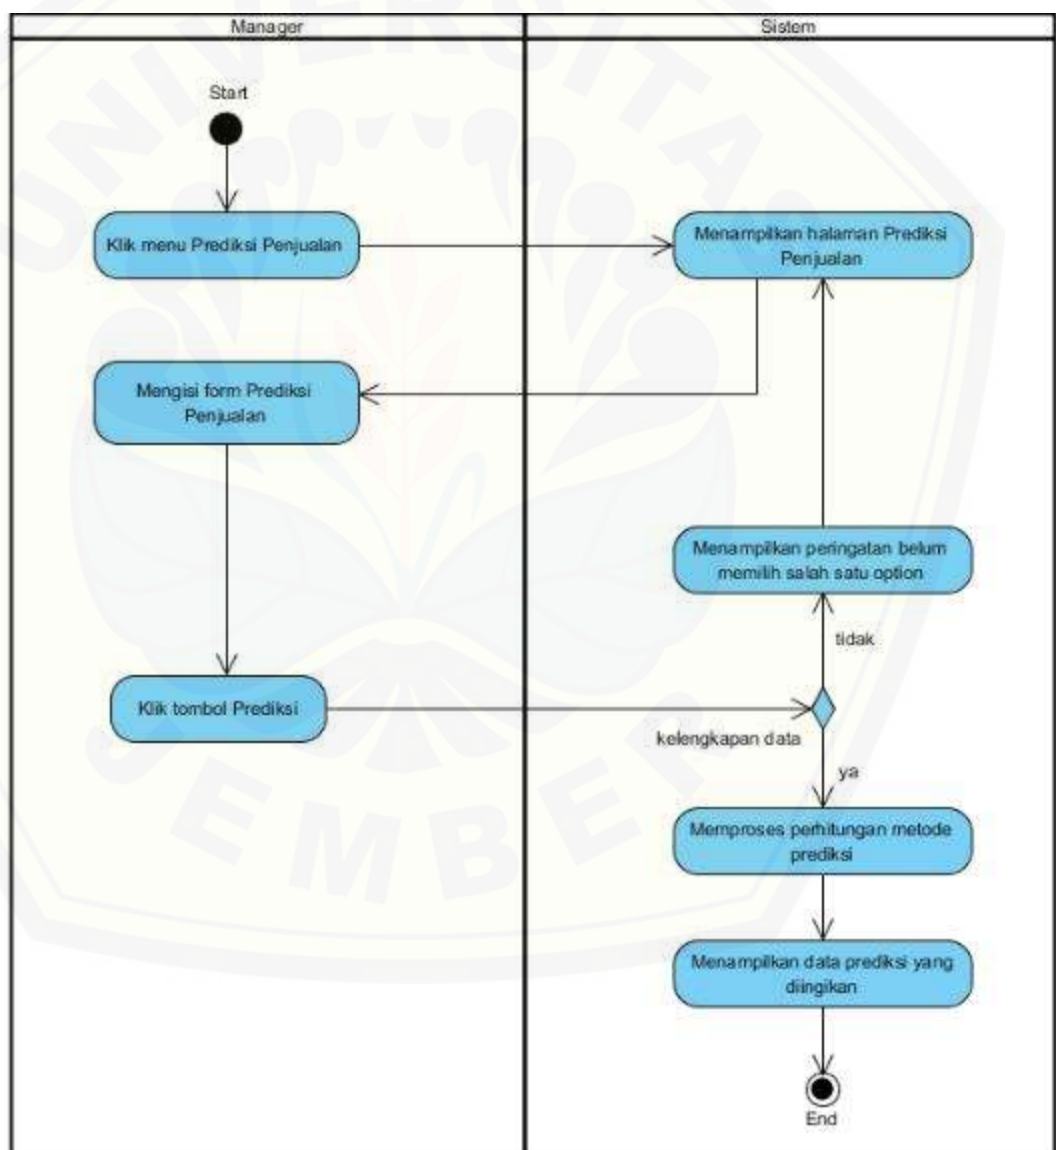 Manager
Sistem
Start
Klik menu Prediksi Penjualan
Menampilkan halaman Prediksi
Penjualan
Mengisi form Prediksi
Penjualan
Menampilkan peringatan belum
memilih salah satu option
tidak
Klik tombol Prediksi
kelengkapan data
ya
Memproses perhitungan metode
prediksi
Menampilkan data prediksi yang
diingikan
End
UNIVERSITAS
JEMBER